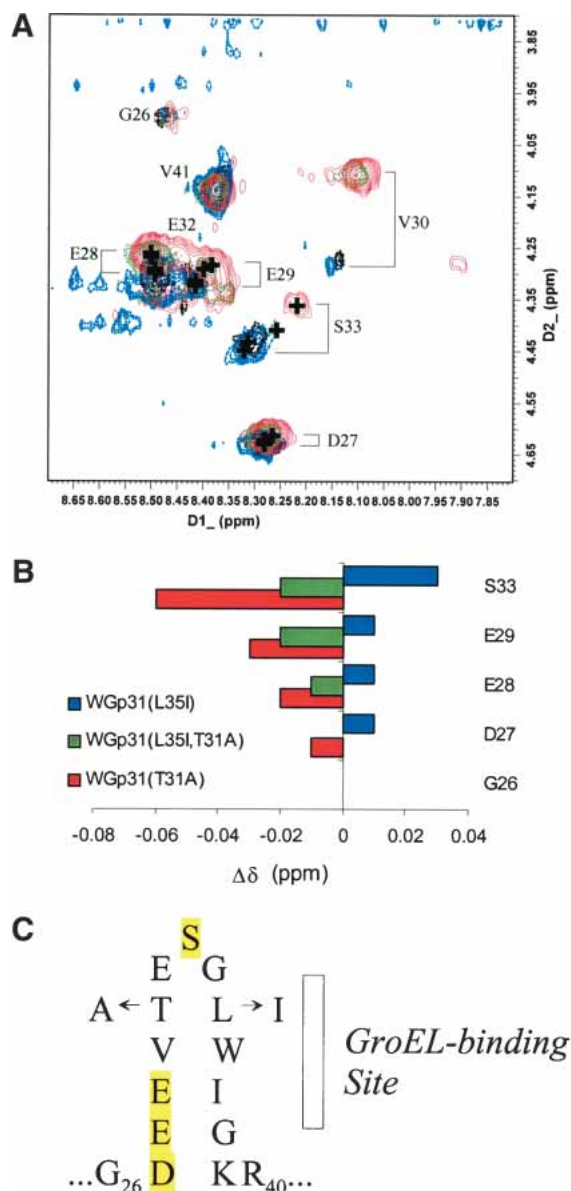 A
G26
V41
E32
E28
E29
V30
S33
D27
3.85
3.95
4.05
4.15
4.25
4.35
4.45
4.55
4.65
D2_ (ppm)
8.65 8.60 8.55 8.50 8.45 8.40 8.35 8.30 8.25 8.20 8.15 8.10 8.05 8.00 7.95 7.90 7.85
D1_ (ppm)
B
S33
E29
E28
D27
G26
WGp31(L35I)
WGp31(L35I,T31A)
WGp31(T31A)
-0.08 -0.06 -0.04 -0.02 0 0.02 0.04
Δδ (ppm)
C
S
E G
A ← T L → I
V W
E I
E G
...G26 D K R40...
GroEL-binding
Site